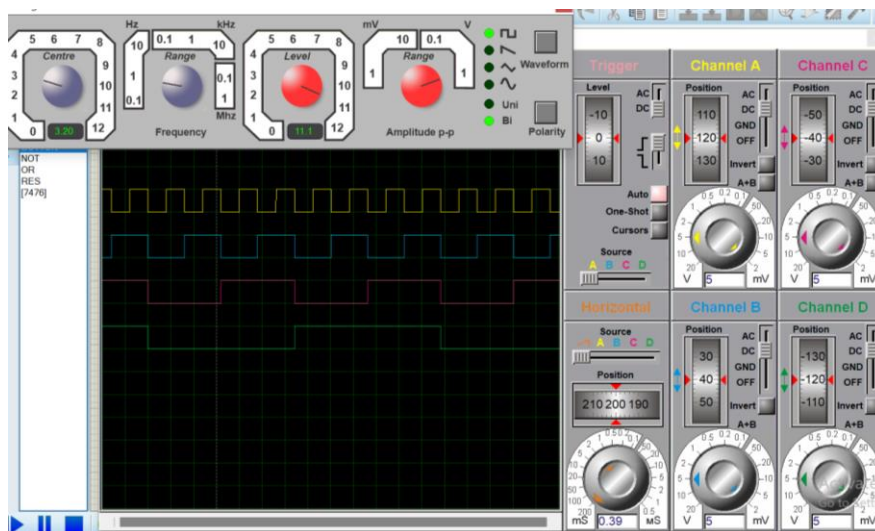 Hz kHz mV V
5 6 7 8 0.1 1 5 6 7 8 10 0.1
4 Centre 9 10 Range 10 4 Level 9 Range
3 10 1 0.1 3 10 1 1
2 11 0.1 1 2 11
1 0 3.20 12 Mhz 1 0 11.1 12
Frequency Amplitude p-p
Waveform
Uni
Bi
Polarity
NOT
OR
RES
[7476]
Trigger
Level
AC
DC
-10
0
10
Auto
One-Shot
Cursors
Source
A B C D
Channel A
Position
AC
DC
GND
OFF
110
120
130
Invert
A+B
V 5 mV
Channel C
Position
AC
DC
GND
OFF
-50
-40
-30
Invert
A+B
V 5 mV
Horizontal
Source
A B C D
Position
210 200 190
mS 0.39 µS
Channel B
Position
AC
DC
GND
OFF
30
40
50
Invert
A+B
V 5 mV
Channel D
Position
AC
DC
GND
OFF
-130
-120
-110
Invert
A+B
V 5 mV